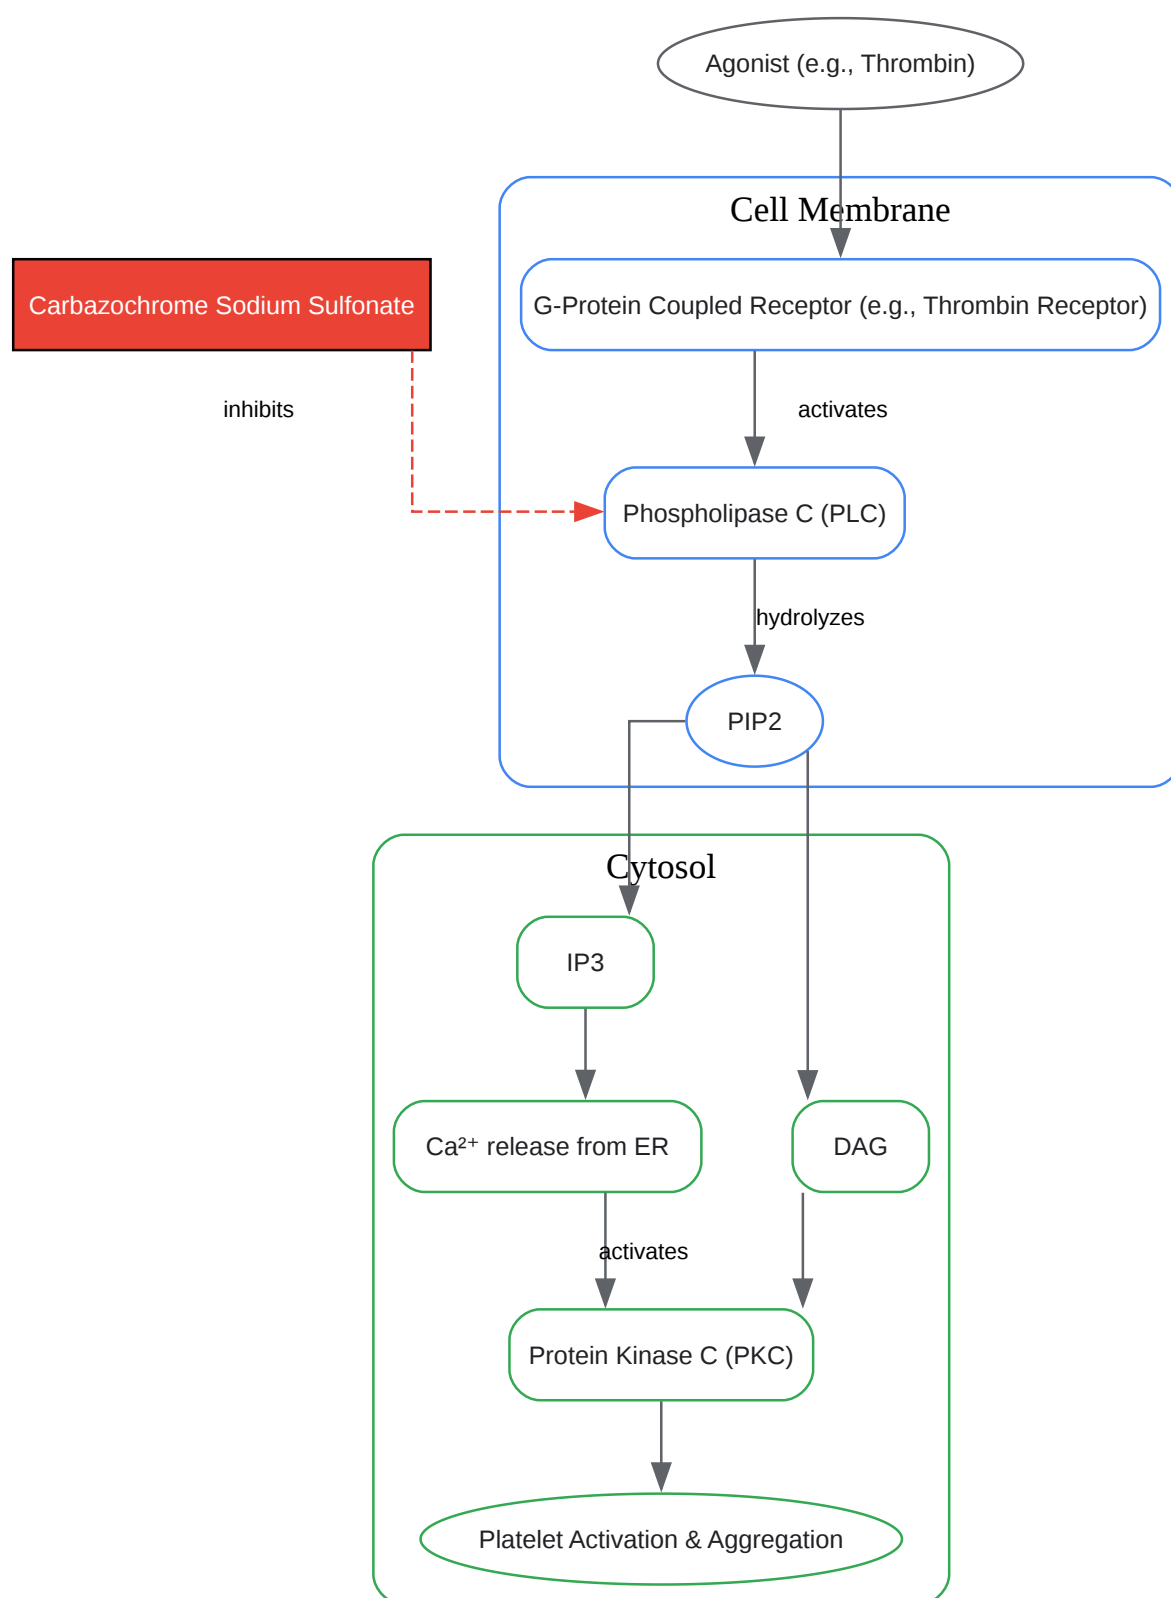 Agonist (e.g., Thrombin)
Cell Membrane
Carbazochrome Sodium Sulfonate
G-Protein Coupled Receptor (e.g., Thrombin Receptor)
inhibits
activates
Phospholipase C (PLC)
hydrolyzes
PIP2
Cytosol
IP3
Ca²⁺ release from ER
DAG
activates
Protein Kinase C (PKC)
Platelet Activation & Aggregation